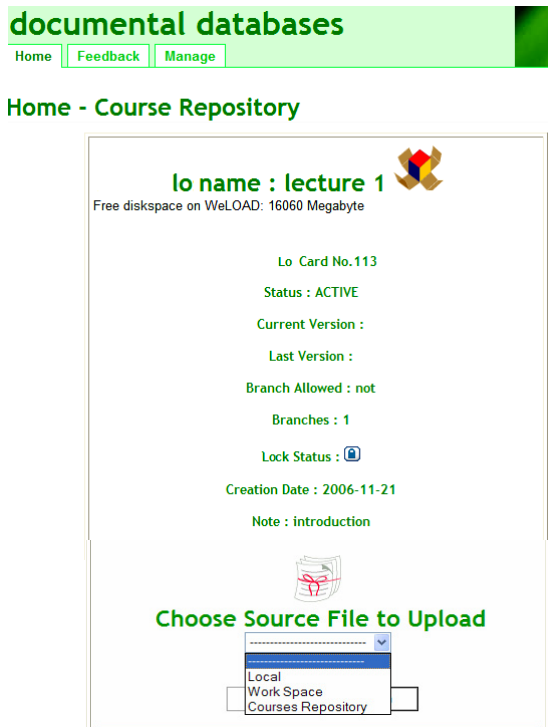 documental databases
Home Feedback Manage
Home - Course Repository
lo name : lecture 1
Free diskspace on WeLOAD: 16060 Megabyte
Lo Card No.113
Status : ACTIVE
Current Version :
Last Version :
Branch Allowed : not
Branches : 1
Lock Status :
Creation Date : 2006-11-21
Note : introduction
Choose Source File to Upload
-----------------------------
-----------------------------
Local
Work Space
Courses Repository